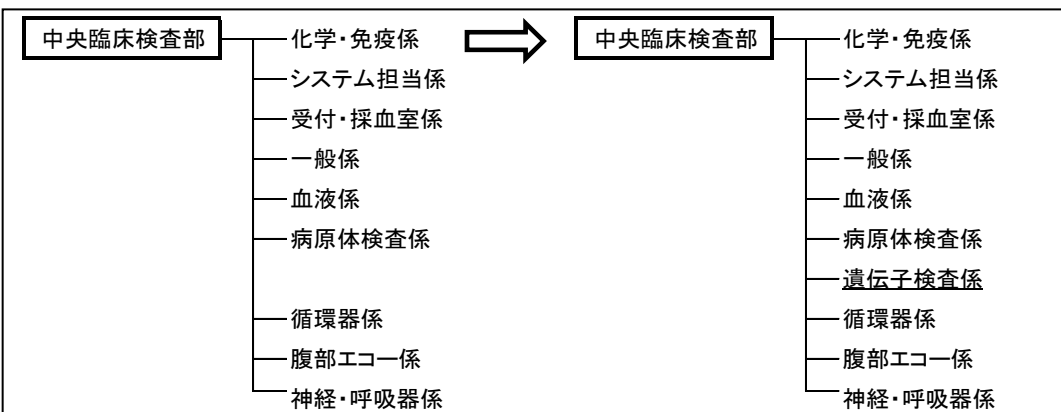 中央臨床検査部
化学・免疫係
システム担当係
受付・採血室係
一般係
血液係
病原体検査係
循環器係
腹部エコー係
神経・呼吸器係
中央臨床検査部
化学・免疫係
システム担当係
受付・採血室係
一般係
血液係
病原体検査係
遺伝子検査係
循環器係
腹部エコー係
神経・呼吸器係